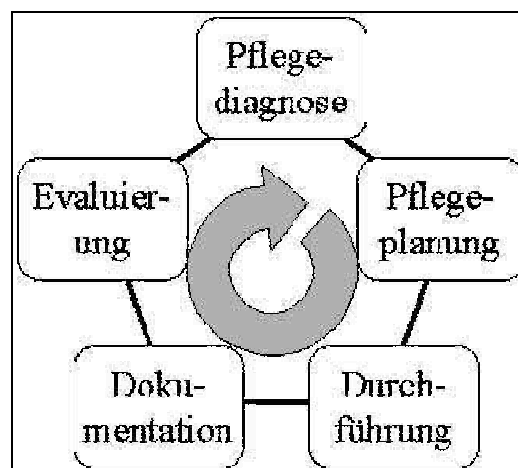 Pflege-
diagnose
Pflege-
planung
Durch-
führung
Doku-
mentation
Evaluier-
ung